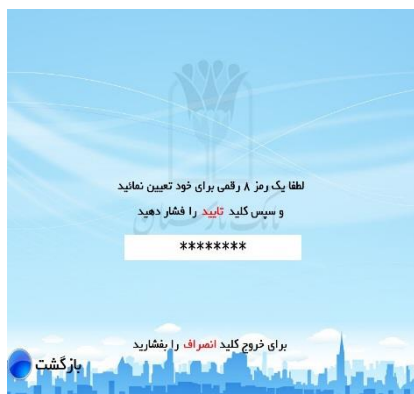 لطفا یک رمز ۸ رقمی برای خود تعیین نمائید
و سپس کلید تایید را فشار دهید
********
برای خروج کلید انصراف را بفشارید
بازگشت